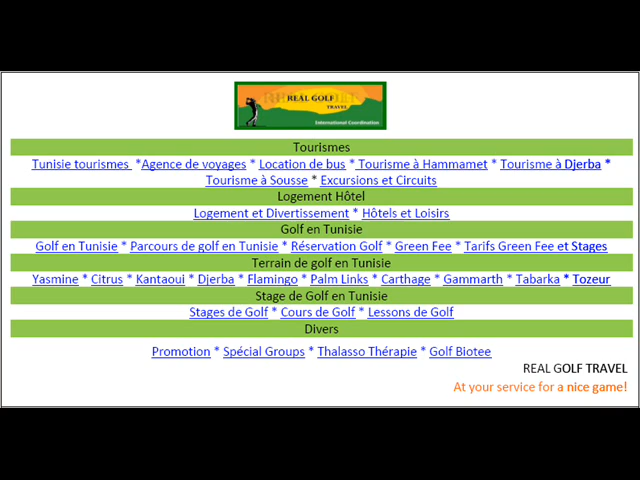 REAL GOLF
TRAVEL
International Coordination
Tourismes
Tunisie tourismes *Agence de voyages * Location de bus * Tourisme à Hammamet * Tourisme à Djerba *
Tourisme à Sousse * Excursions et Circuits
Logement Hôtel
Logement et Divertissement * Hôtels et Loisirs
Golf en Tunisie
Golf en Tunisie * Parcours de golf en Tunisie * Réservation Golf * Green Fee * Tarifs Green Fee et Stages
Terrain de golf en Tunisie
Yasmine * Citrus * Kantaoui * Djerba * Flamingo * Palm Links * Carthage * Gammarth * Tabarka * Tozeur
Stage de Golf en Tunisie
Stages de Golf * Cours de Golf * Lessons de Golf
Divers
Promotion * Spécial Groups * Thalasso Thérapie * Golf Biotee
REAL GOLF TRAVEL
At your service for a nice game!